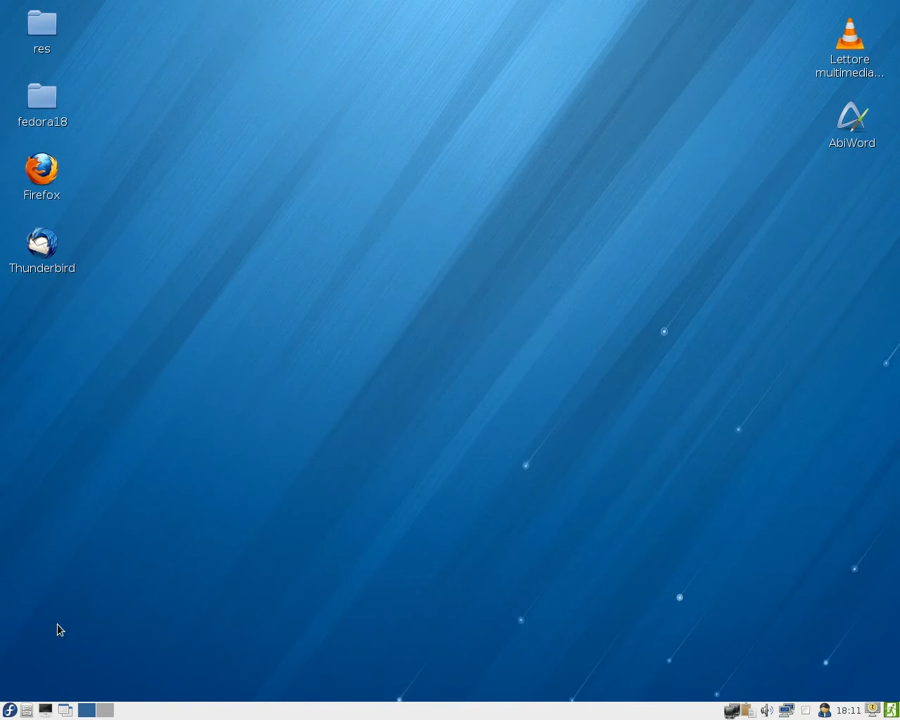 res
fedora18
Firefox
Thunderbird
Lettore
multimedia...
AbiWord
18:11